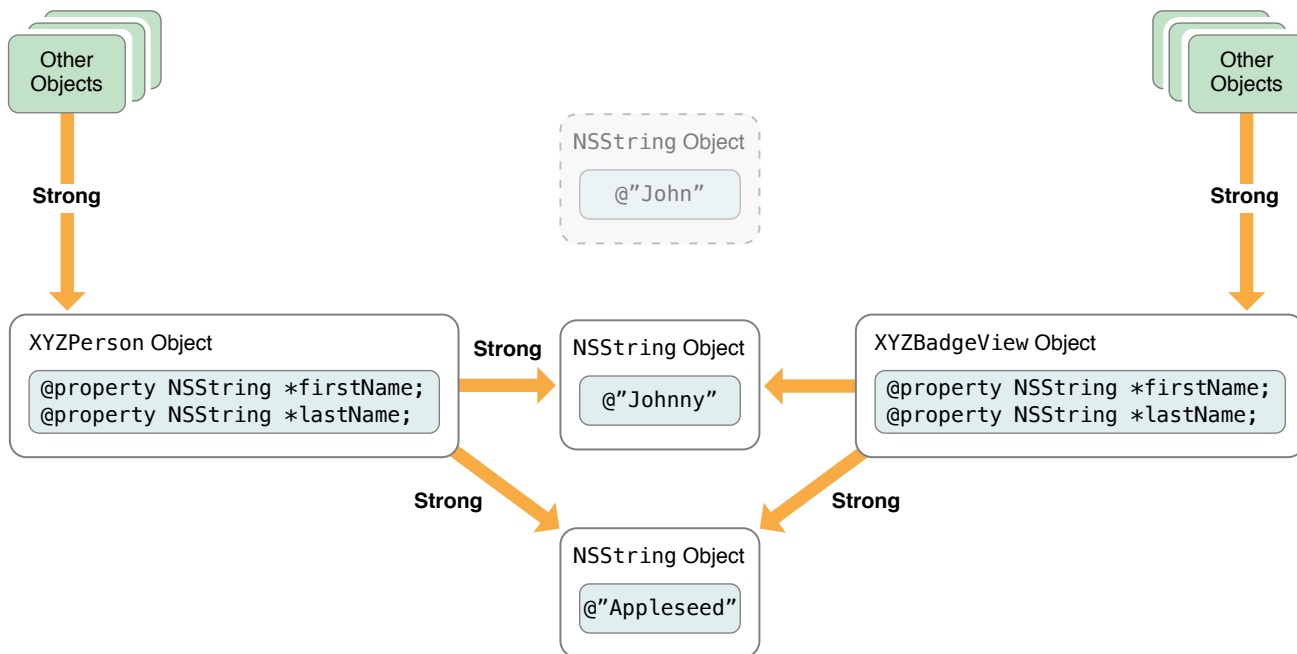 Other
Objects
Other
Objects
NSString Object
@”John”
Strong
Strong
XYZPerson Object
@property NSString *firstName;
@property NSString *lastName;
Strong
NSString Object
@”Johnny”
XYZBadgeView Object
@property NSString *firstName;
@property NSString *lastName;
Strong
Strong
NSString Object
@”Appleseed”